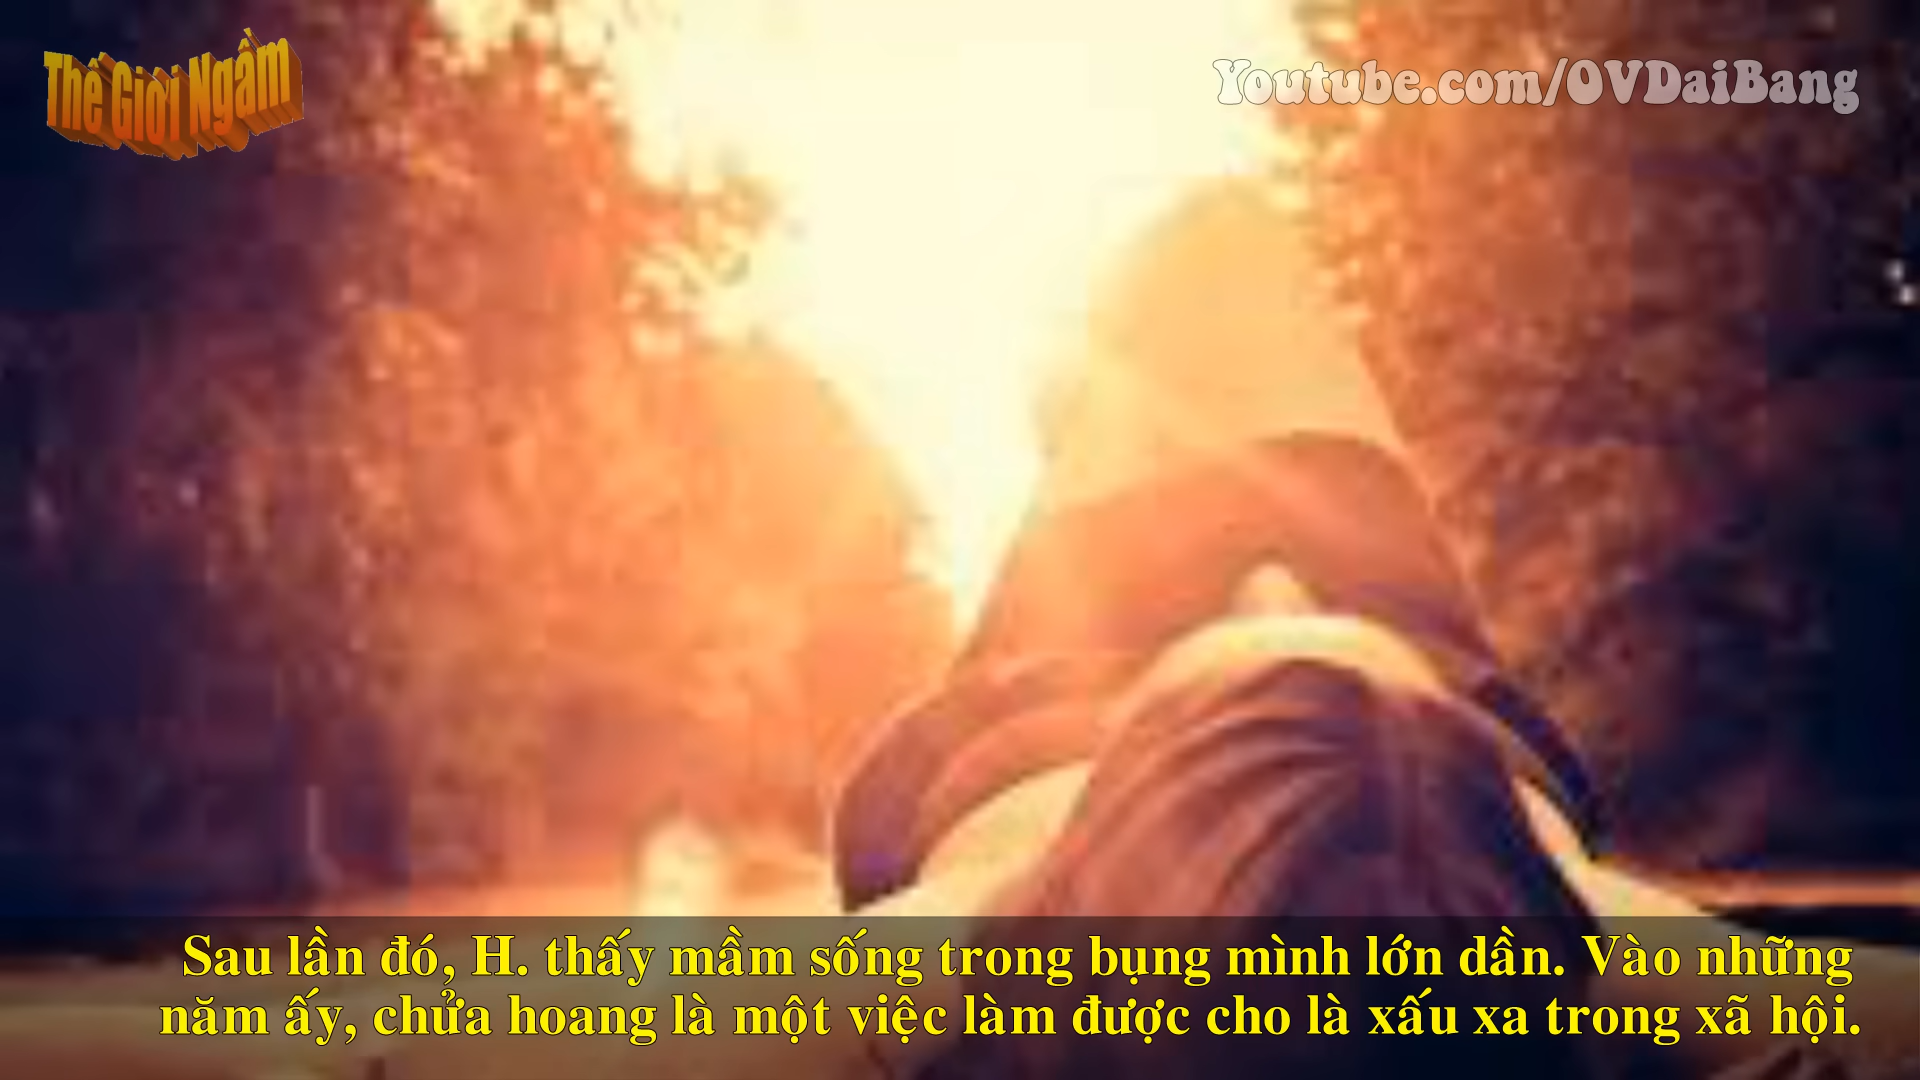 Thế Giới Ngầm
Youtube.com/OVDaiBang
Sau lần đó, H. thấy mầm sống trong bụng mình lớn dần. Vào những
năm ấy, chửa hoang là một việc làm được cho là xấu xa trong xã hội.